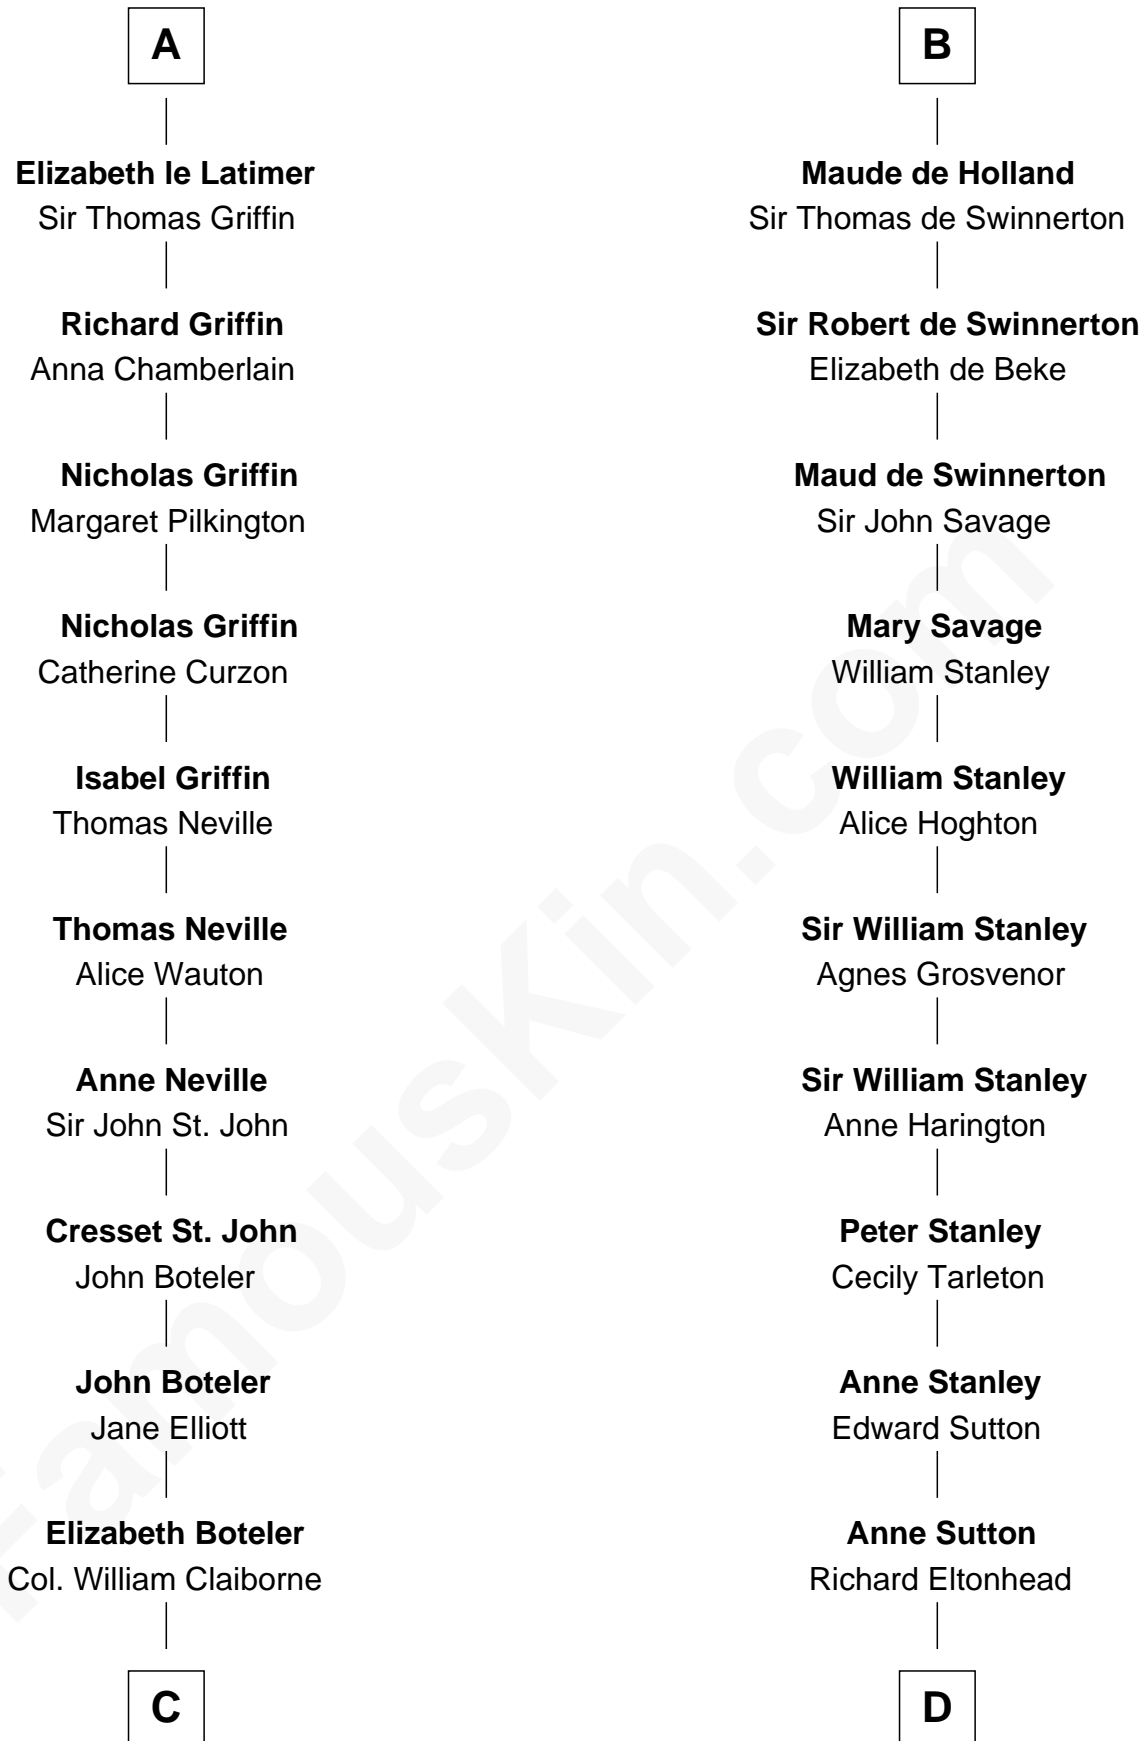 A
Elizabeth le Latimer
Sir Thomas Griffin
Richard Griffin
Anna Chamberlain
Nicholas Griffin
Margaret Pilkington
Nicholas Griffin
Catherine Curzon
Isabel Griffin
Thomas Neville
Thomas Neville
Alice Wauton
Anne Neville
Sir John St. John
Cresset St. John
John Boteler
John Boteler
Jane Elliott
Elizabeth Boteler
Col. William Claiborne
C
B
Maude de Holland
Sir Thomas de Swinnerton
Sir Robert de Swinnerton
Elizabeth de Beke
Maud de Swinnerton
Sir John Savage
Mary Savage
William Stanley
William Stanley
Alice Hoghton
Sir William Stanley
Agnes Grosvenor
Sir William Stanley
Anne Harington
Peter Stanley
Cecily Tarleton
Anne Stanley
Edward Sutton
Anne Sutton
Richard Eltonhead
D
FamousKin.com